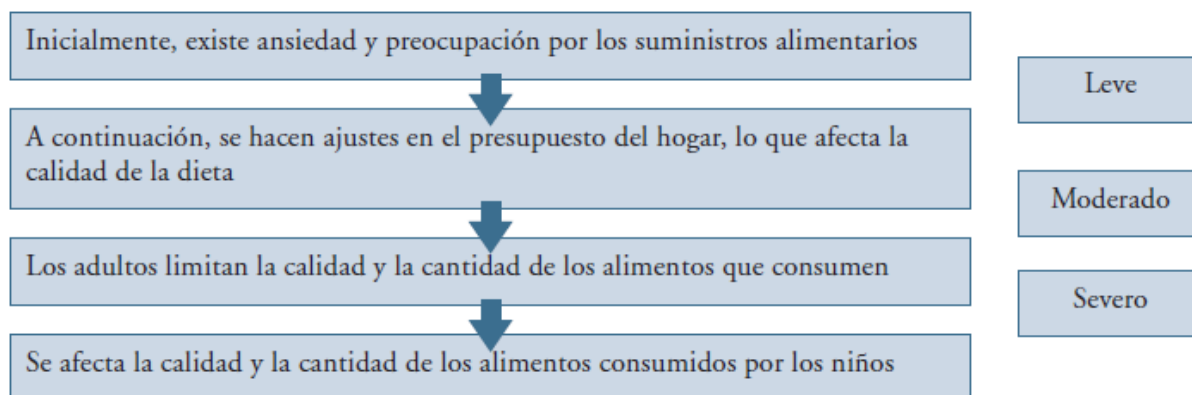 Inicialmente, existe ansiedad y preocupación por los suministros alimentarios
A continuación, se hacen ajustes en el presupuesto del hogar, lo que afecta la
calidad de la dieta
Los adultos limitan la calidad y la cantidad de los alimentos que consumen
Se afecta la calidad y la cantidad de los alimentos consumidos por los niños
Leve
Moderado
Severo